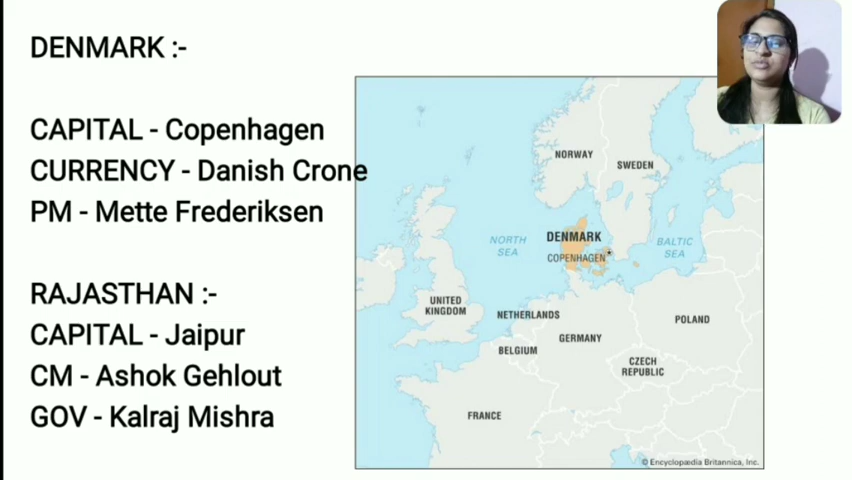 DENMARK :-
CAPITAL - Copenhagen
CURRENCY - Danish Crone
PM - Mette Frederiksen
RAJASTHAN :-
CAPITAL - Jaipur
CM - Ashok Gehlout
GOV - Kalraj Mishra
NORWAY
SWEDEN
NORTH
SEA
DENMARK
COPENHAGEN
BALTIC
SEA
UNITED
KINGDOM
NETHERLANDS
BELGIUM
GERMANY
POLAND
CZECH
REPUBLIC
FRANCE
© Encyclopædia Britannica, Inc.